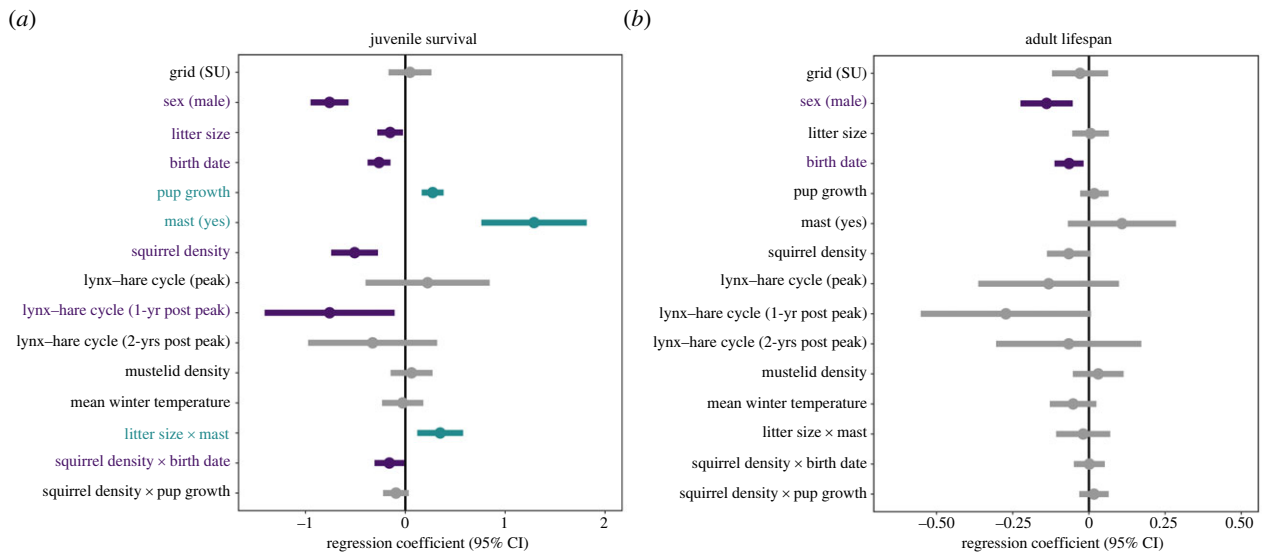 (a)
juvenile survival
grid (SU)
sex (male)
litter size
birth date
pup growth
mast (yes)
squirrel density
lynx–hare cycle (peak)
lynx–hare cycle (1-yr post peak)
lynx–hare cycle (2-yrs post peak)
mustelid density
mean winter temperature
litter size × mast
squirrel density × birth date
squirrel density × pup growth
–1 0 1 2
regression coefficient (95% CI)
(b)
adult lifespan
grid (SU)
sex (male)
litter size
birth date
pup growth
mast (yes)
squirrel density
lynx–hare cycle (peak)
lynx–hare cycle (1-yr post peak)
lynx–hare cycle (2-yrs post peak)
mustelid density
mean winter temperature
litter size × mast
squirrel density × birth date
squirrel density × pup growth
–0.50 –0.25 0 0.25 0.50
regression coefficient (95% CI)